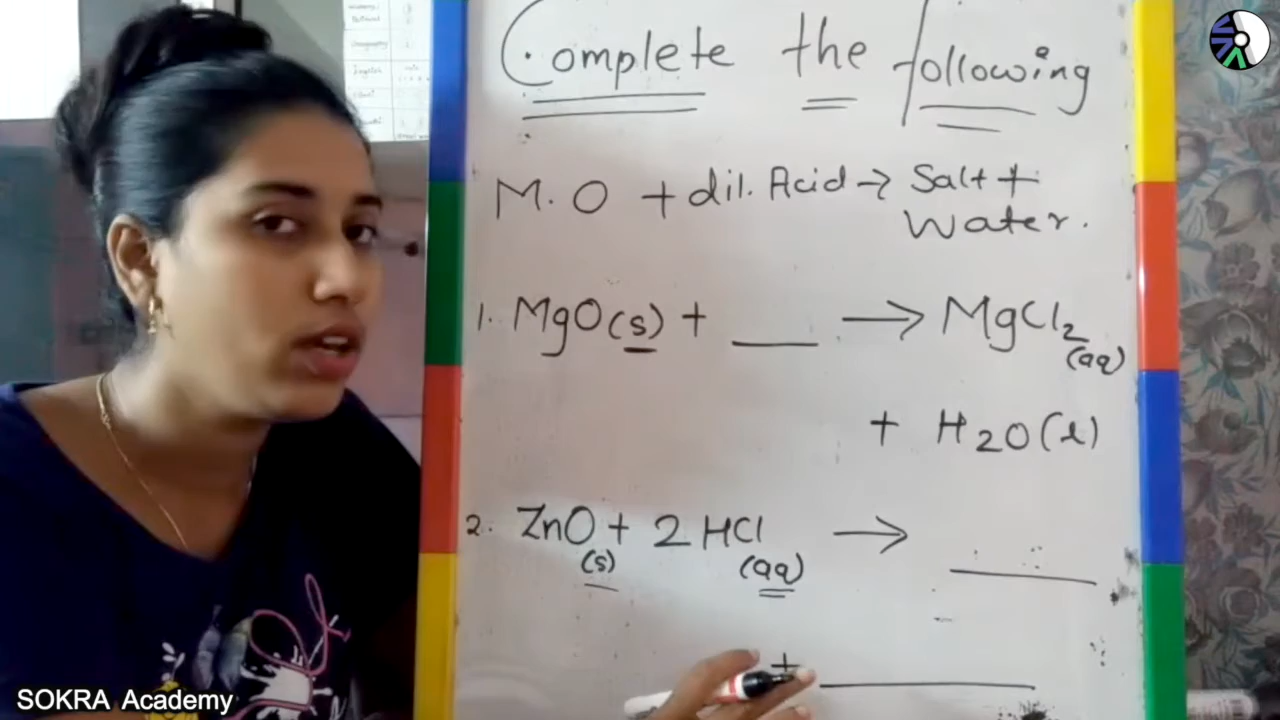 Complete the following
M.O + dil. Acid → Salt +
Water.
1. MgO(s) + ___ → MgCl₂(aq)
+ H₂O(l)
2. ZnO(s) + 2HCl(aq) → ___
+ ___
SOKRA Academy